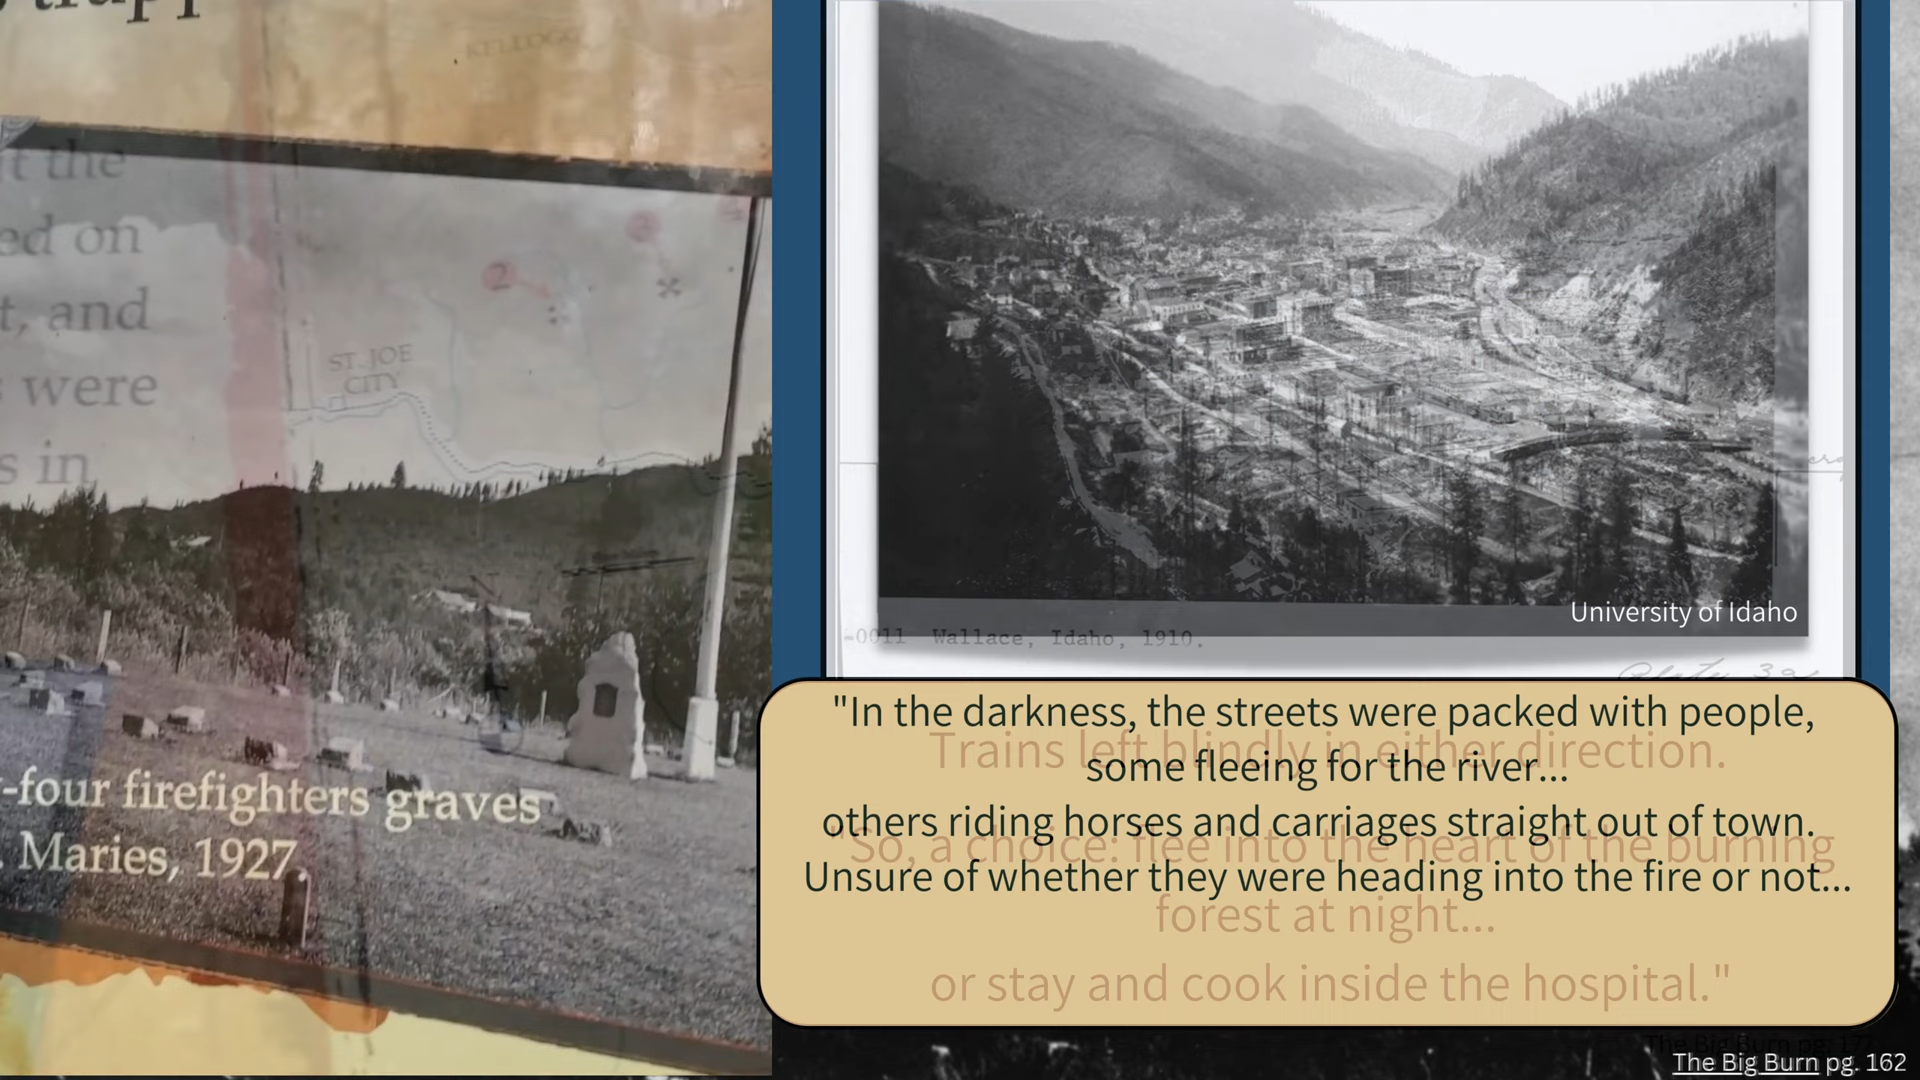 KELLOGG
t the
ed on
t, and
were
s in
2
ST. JOE
CITY
-four firefighters graves
. Maries, 1927.
University of Idaho
-0011 Wallace, Idaho, 1910.
"In the darkness, the streets were packed with people,
some fleeing for the river...
others riding horses and carriages straight out of town.
Unsure of whether they were heading into the fire or not...
Trains left blindly in either direction.
"So, a choice: flee into the heart of the burning
forest at night...
or stay and cook inside the hospital."
The Big Burn pg. 162